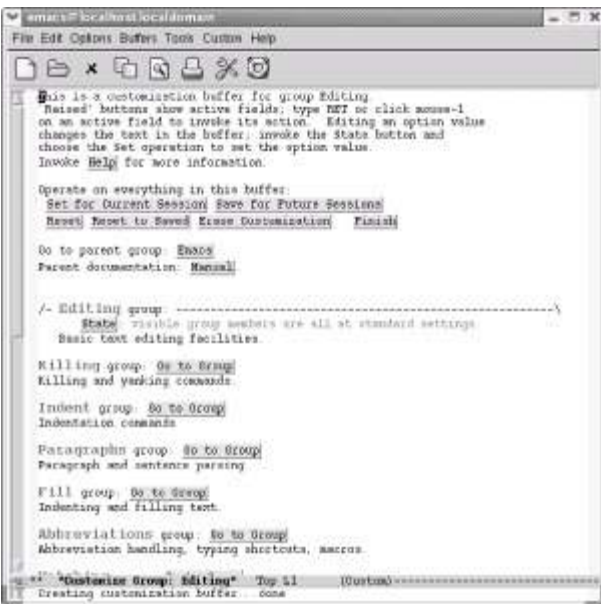 emacs@localhost.localdomain
File Edit Options Buffers Tools Custom Help
This is a customization buffer for group Editing.
`Raised' buttons show active fields; type RET or click mouse-1
on an active field to invoke its action.  Editing an option value
changes the text in the buffer; invoke the State button and
choose the Set operation to set the option value.
Invoke Help for more information.
Operate on everything in this buffer:
Set for Current Session Save for Future Sessions
Reset Reset to Saved Erase Customization Finish
Go to parent group: Emacs
Parent documentation: Manual
/- Editing group: ---------------------------------------------------\
State: visible group members are all at standard settings.
Basic text editing facilities.
Killing group: Go to Group
Killing and yanking commands.
Indent group: Go to Group
Indentation commands.
Paragraphs group: Go to Group
Paragraph and sentence parsing.
Fill group: Go to Group
Indenting and filling text.
Abbreviations group: Go to Group
Abbreviation handling, typing shortcuts, macros.
** *Customize Group: Editing* Top L1 (Custom)
Creating customization buffer...done